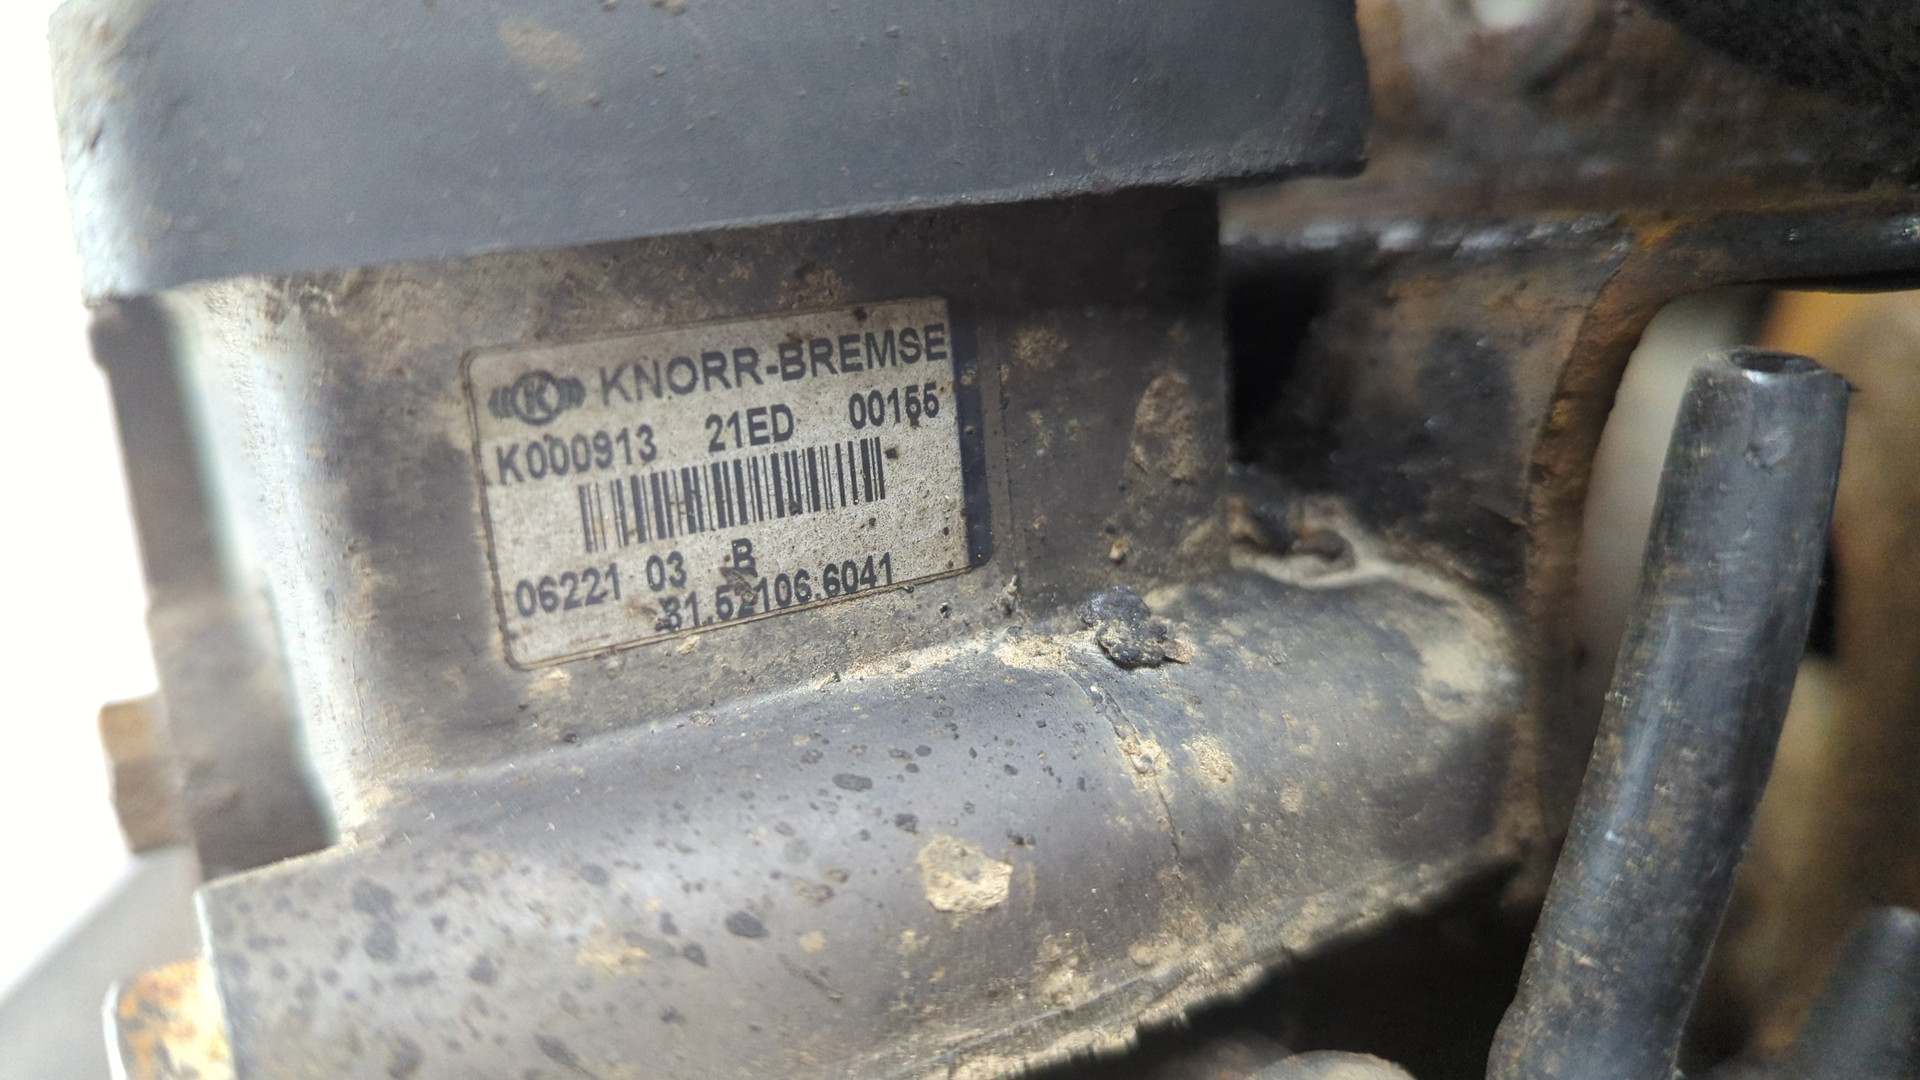 K KNORR-BREMSE
K000913 21ED 00155
06221 03 B
81.52106.6041